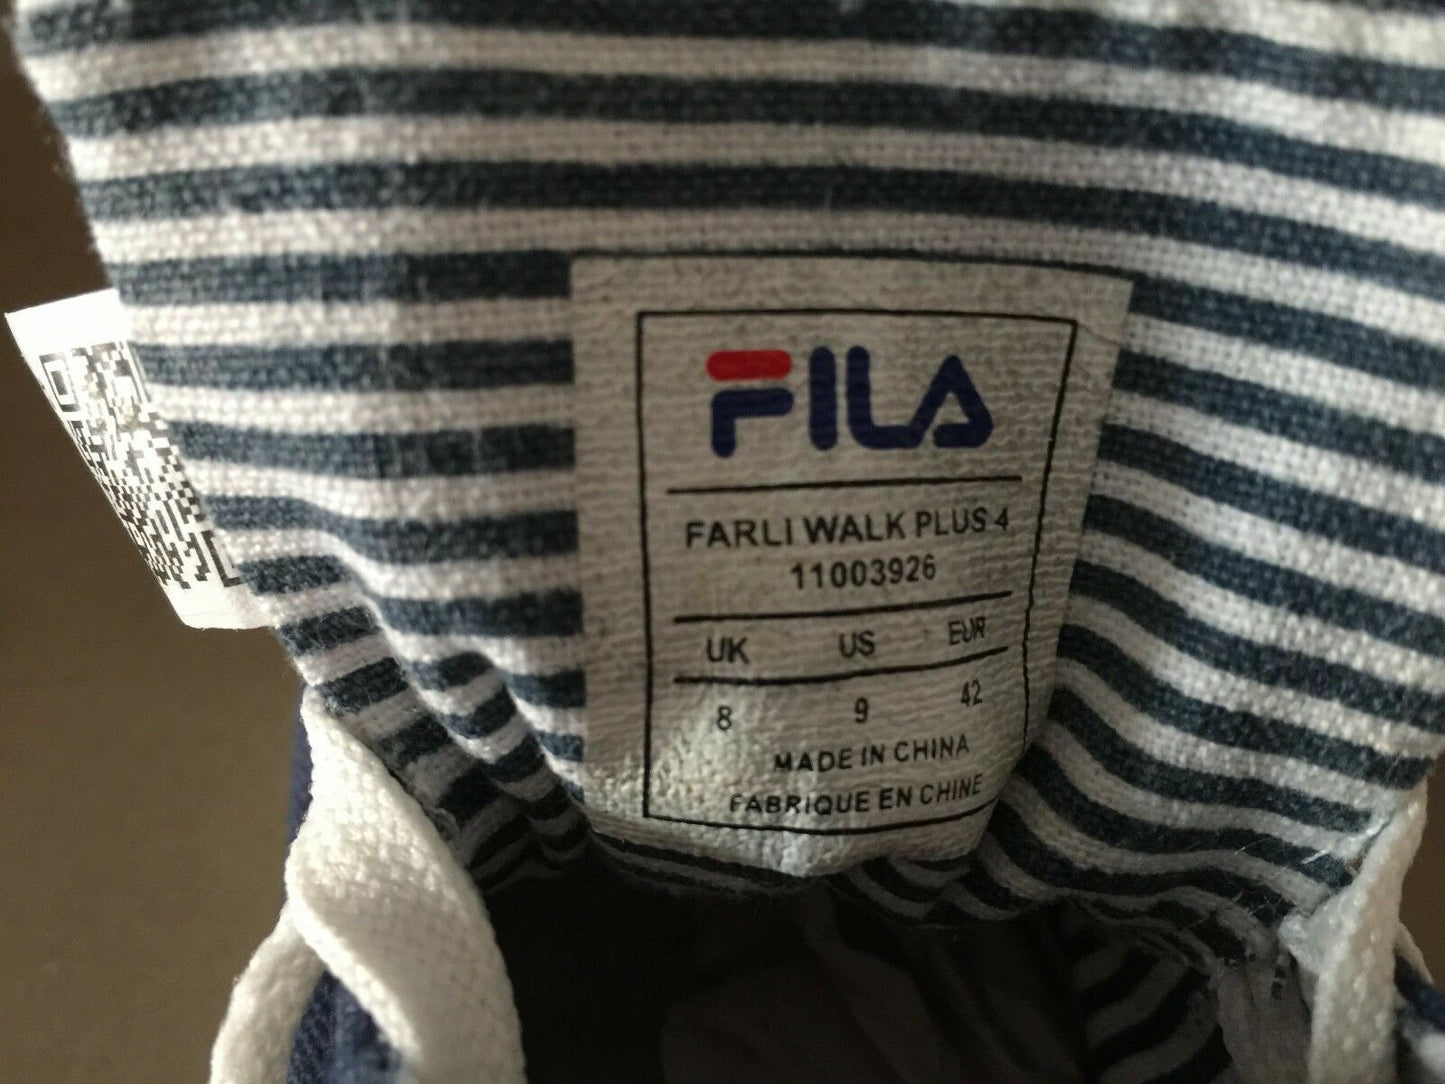 FILA
FARLI WALK PLUS 4
11003926
UK US EUR
8 9 42
MADE IN CHINA
FABRIQUE EN CHINE